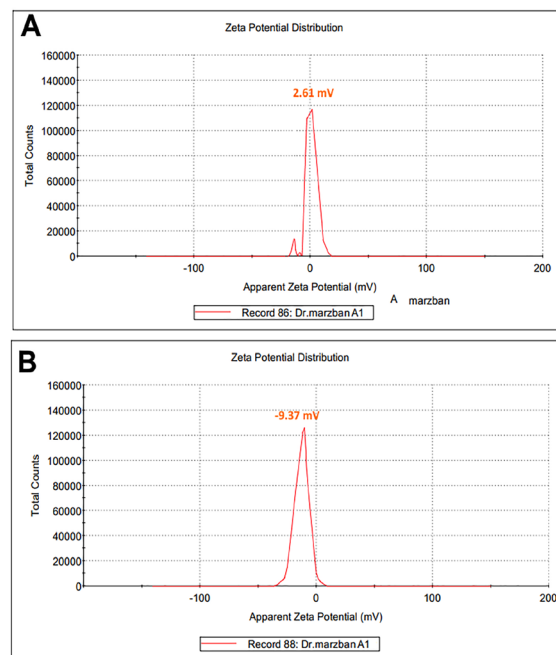 A
Zeta Potential Distribution
160000
140000
2.61 mV
120000
100000
80000
60000
40000
20000
0
Total Counts
-100
0
100
200
Apparent Zeta Potential (mV)
A marzban
Record 86: Dr.marzban A1
B
Zeta Potential Distribution
160000
140000
-9.37 mV
120000
100000
80000
60000
40000
20000
0
Total Counts
-100
0
100
200
Apparent Zeta Potential (mV)
Record 88: Dr.marzban A1